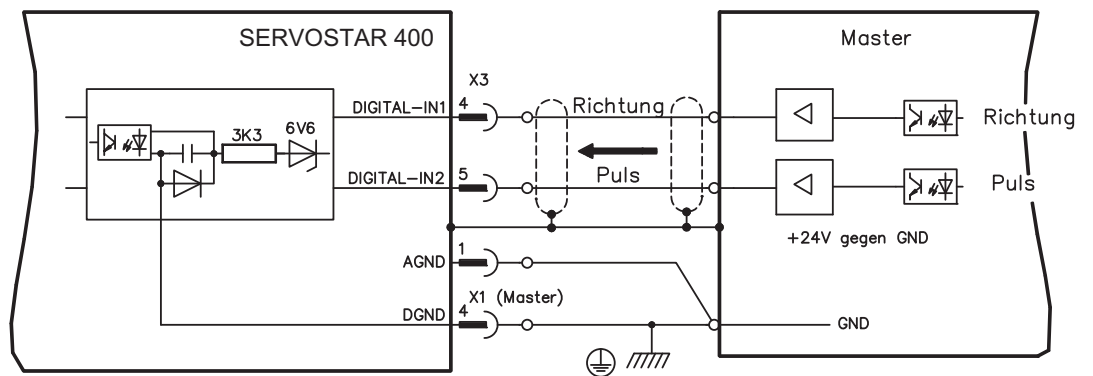 SERVOSTAR 400
Master
X3
DIGITAL-IN1
4
Richtung
Richtung
3K3
6V6
DIGITAL-IN2
5
Puls
Puls
+24V gegen GND
AGND
1
X1 (Master)
DGND
4
GND